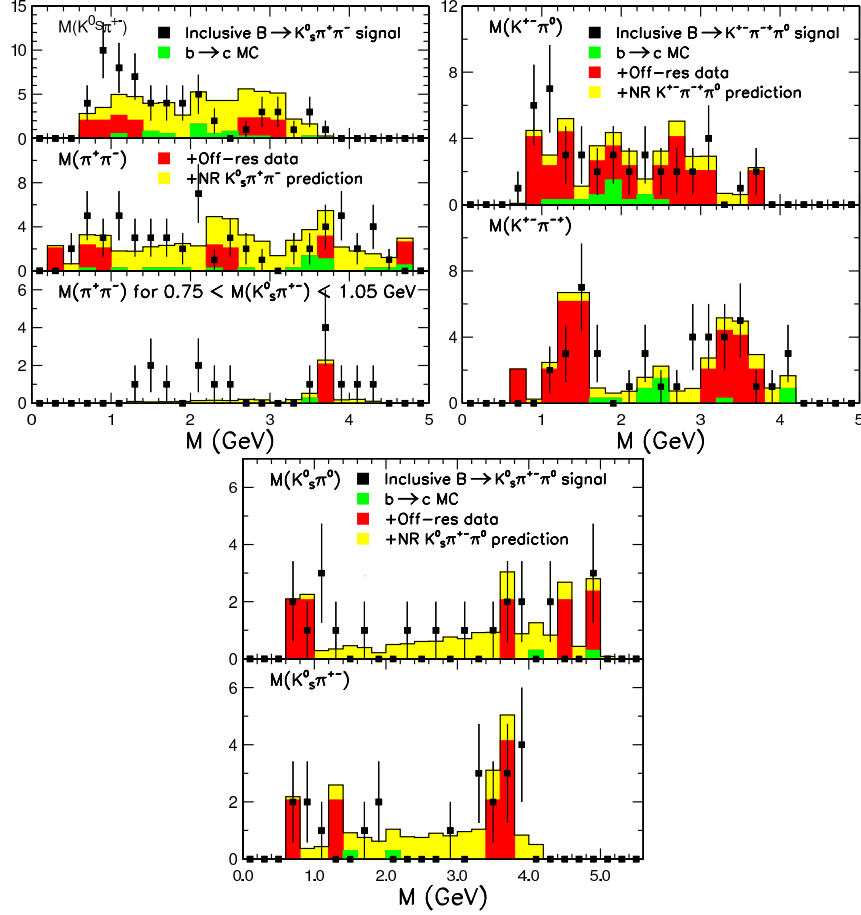 15
M(K⁰sπ⁺⁻)
Inclusive B→K⁰sπ⁺π⁻ signal
b→c MC
10
5
0
M(π⁺π⁻)
+Off-res data
+NR K⁰sπ⁺π⁻ prediction
8
4
0
M(π⁺π⁻) for 0.75 < M(K⁰sπ⁺⁻) < 1.05 GeV
6
4
2
0
0 1 2 3 4 5
M (GeV)
12
M(K⁺⁻π⁰)
Inclusive B→K⁺⁻π⁻⁺π⁰ signal
b→c MC
+Off-res data
+NR K⁺⁻π⁻⁺π⁰ prediction
8
4
0
M(K⁺⁻π⁻⁺)
8
4
0
0 1 2 3 4 5
M (GeV)
M(K⁰sπ⁰)
Inclusive B→K⁰sπ⁺⁻π⁰ signal
b→c MC
+Off-res data
+NR K⁰sπ⁺⁻π⁰ prediction
6
4
2
0
M(K⁰sπ⁺⁻)
6
4
2
0
0.0 1.0 2.0 3.0 4.0 5.0
M (GeV)